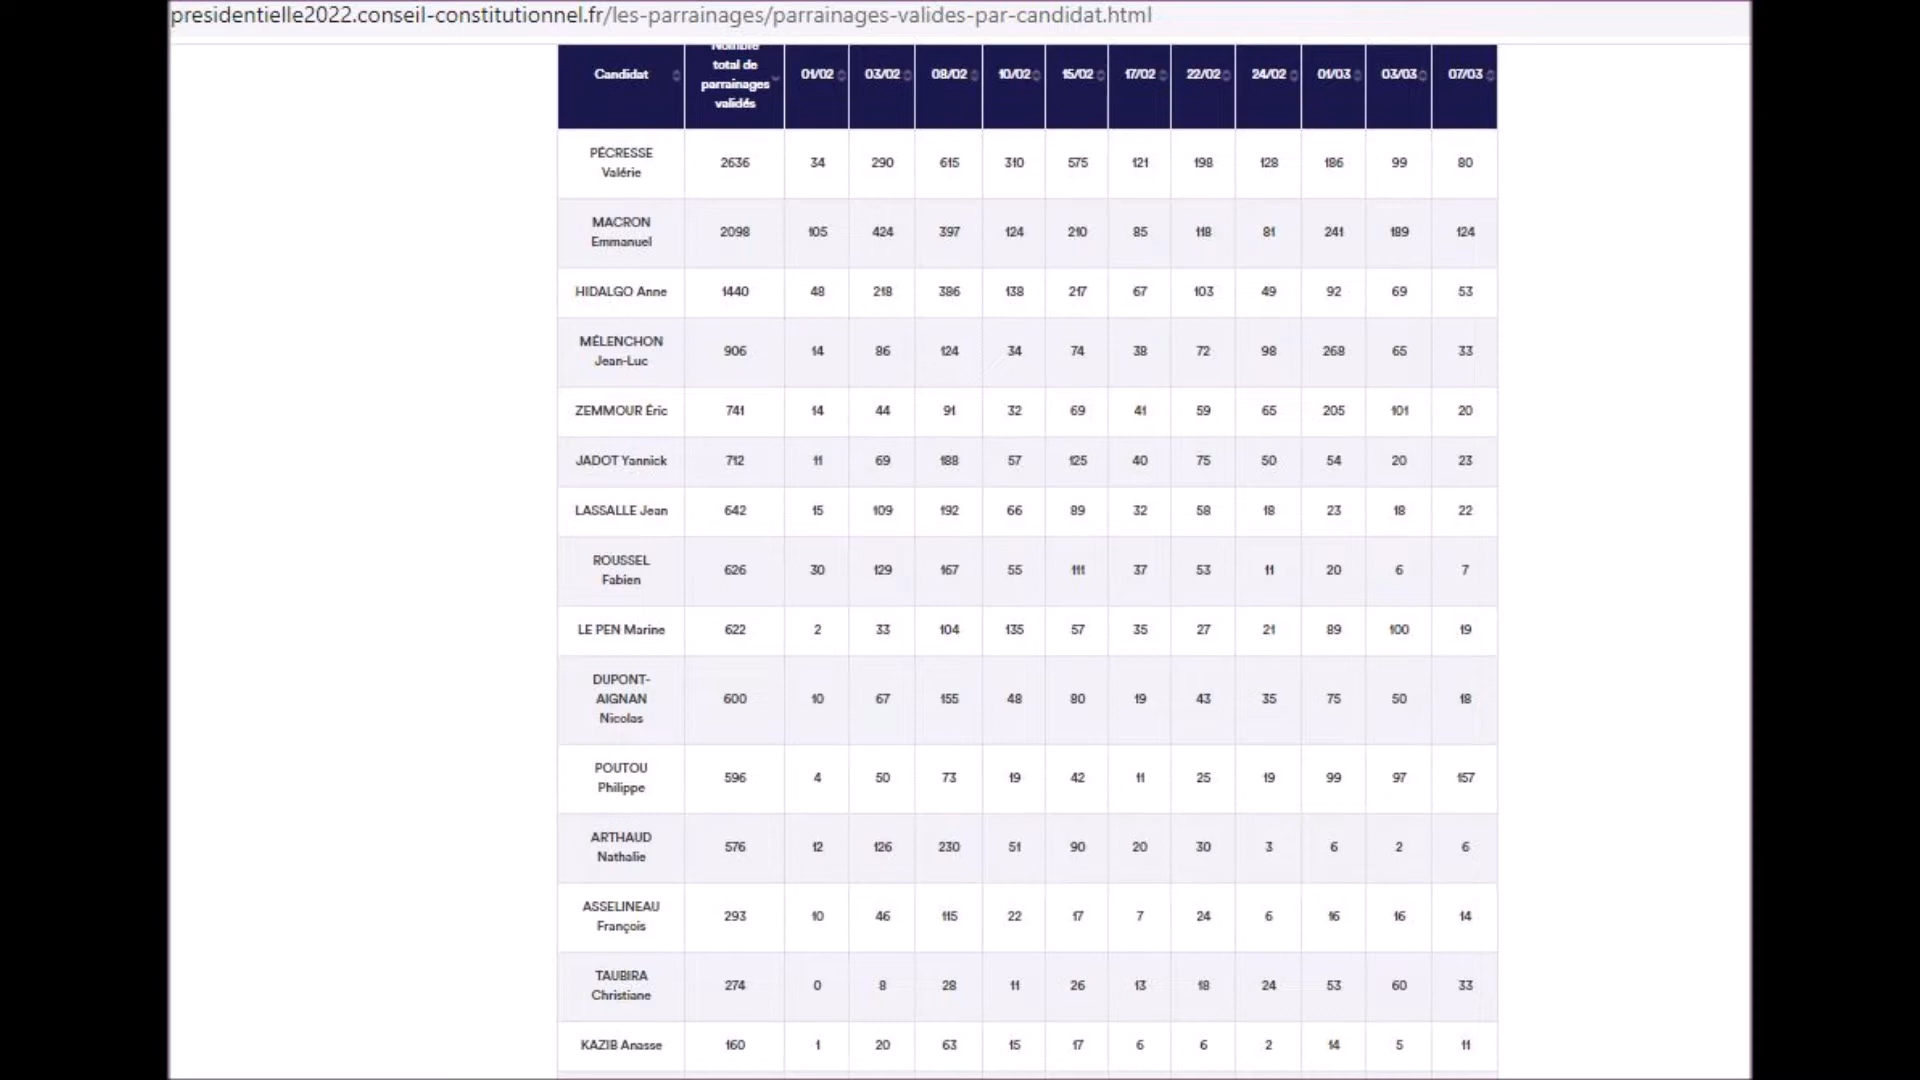 presidentielle2022.conseil-constitutionnel.fr/les-parrainages/parrainages-valides-par-candidat.html
Candidat Nombre total de parrainages validés 01/02 03/02 08/02 10/02 15/02 17/02 22/02 24/02 01/03 03/03 07/03
PÉCRESSE Valérie 2636 34 290 615 310 575 121 198 128 186 99 80
MACRON Emmanuel 2098 105 424 397 124 210 85 118 81 241 189 124
HIDALGO Anne 1440 48 218 386 138 217 67 103 49 92 69 53
MÉLENCHON Jean-Luc 906 14 86 124 34 74 38 72 98 268 65 33
ZEMMOUR Éric 741 14 44 91 32 69 41 59 65 205 101 20
JADOT Yannick 712 11 69 188 57 125 40 75 50 54 20 23
LASSALLE Jean 642 15 109 192 66 89 32 58 18 23 18 22
ROUSSEL Fabien 626 30 129 167 55 111 37 53 11 20 6 7
LE PEN Marine 622 2 33 104 135 57 35 27 21 89 100 19
DUPONT-AIGNAN Nicolas 600 10 67 155 48 80 19 43 35 75 50 18
POUTOU Philippe 596 4 50 73 19 42 11 25 19 99 97 157
ARTHAUD Nathalie 576 12 126 230 51 90 20 30 3 6 2 6
ASSELINEAU François 293 10 46 115 22 17 7 24 6 16 16 14
TAUBIRA Christiane 274 0 8 28 11 26 13 18 24 53 60 33
KAZIB Anasse 160 1 20 63 15 17 6 6 2 14 5 11